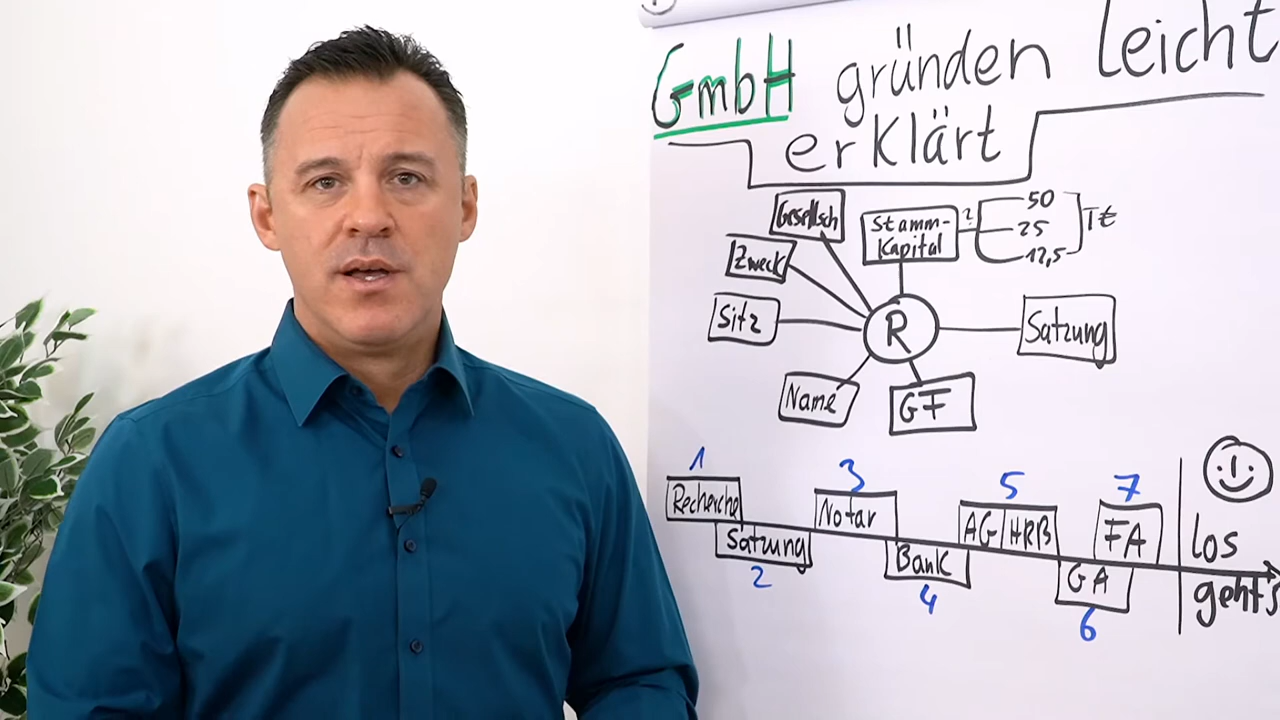 GmbH gründen leicht
erklärt
Gesellsch
Stamm-
Kapital
?
50
25
12,5
T€
Zweck
Sitz
R
Satzung
Name
GF
1
3
5
7
Recherche
Notar
AG/HRB
FA
Satzung
Bank
GA
2
4
6
los
geht's